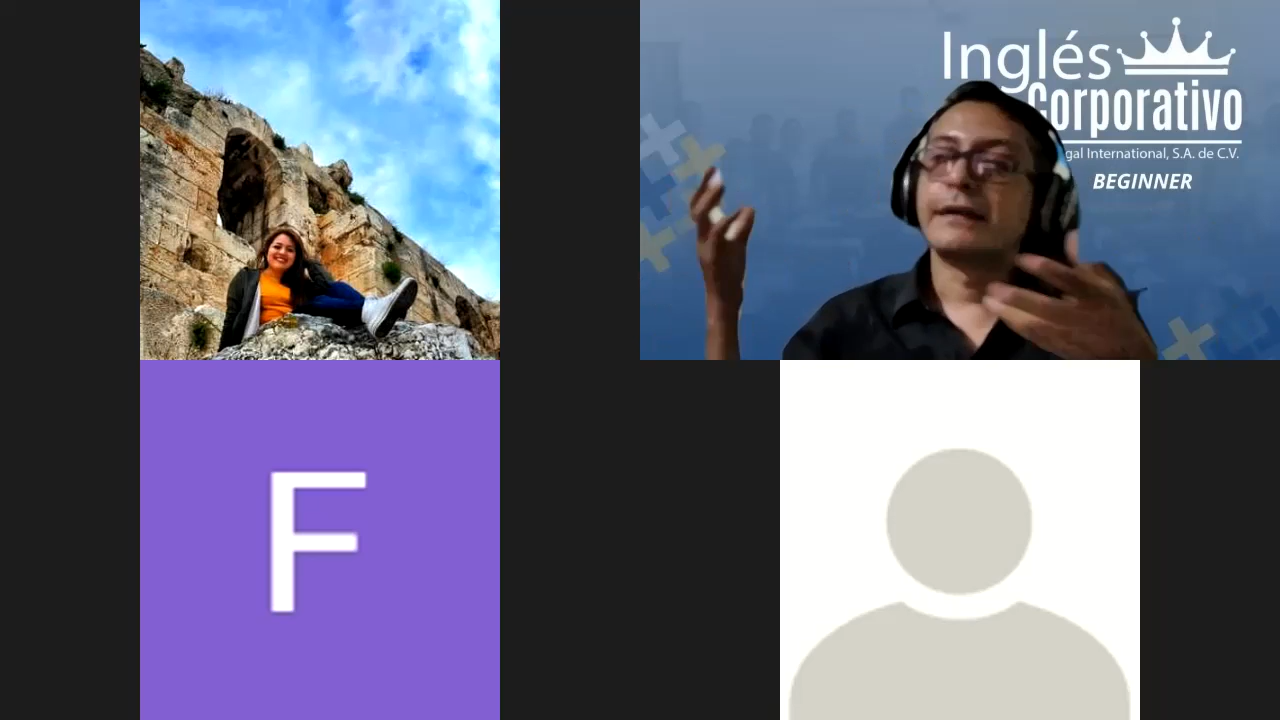 Inglés
Corporativo
gal International, S.A. de C.V.
BEGINNER
F